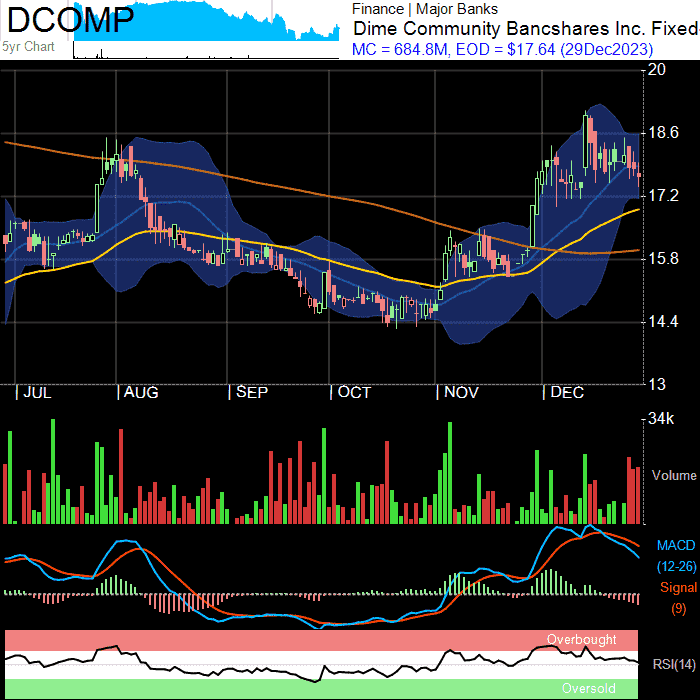 DCOMP
5yr Chart
Finance | Major Banks
Dime Community Bancshares Inc. Fixed-
MC = 684.8M, EOD = $17.64 (29Dec2023)
20
18.6
17.2
15.8
14.4
13
JUL AUG SEP OCT NOV DEC
34k
Volume
MACD
(12-26)
Signal
(9)
Overbought
RSI(14)
Oversold